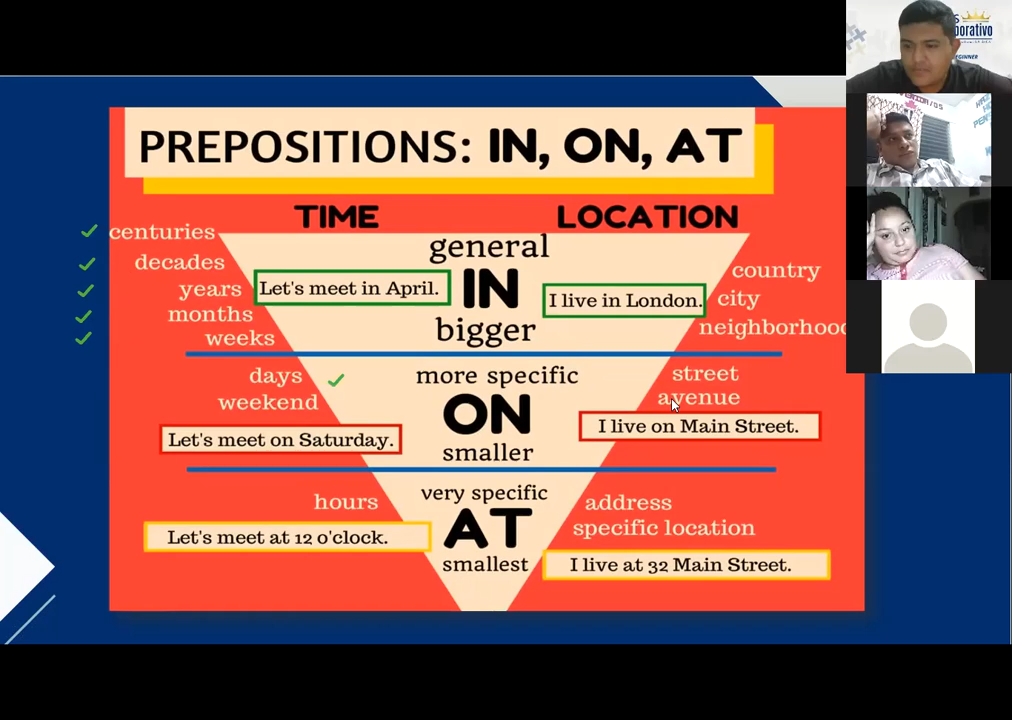 PREPOSITIONS: IN, ON, AT
TIME
LOCATION
centuries
decades
years
months
weeks
Let's meet in April.
general
IN
bigger
I live in London.
country
city
neighborhood
days
weekend
Let's meet on Saturday.
more specific
ON
smaller
street
avenue
I live on Main Street.
hours
Let's meet at 12 o'clock.
very specific
AT
smallest
address
specific location
I live at 32 Main Street.